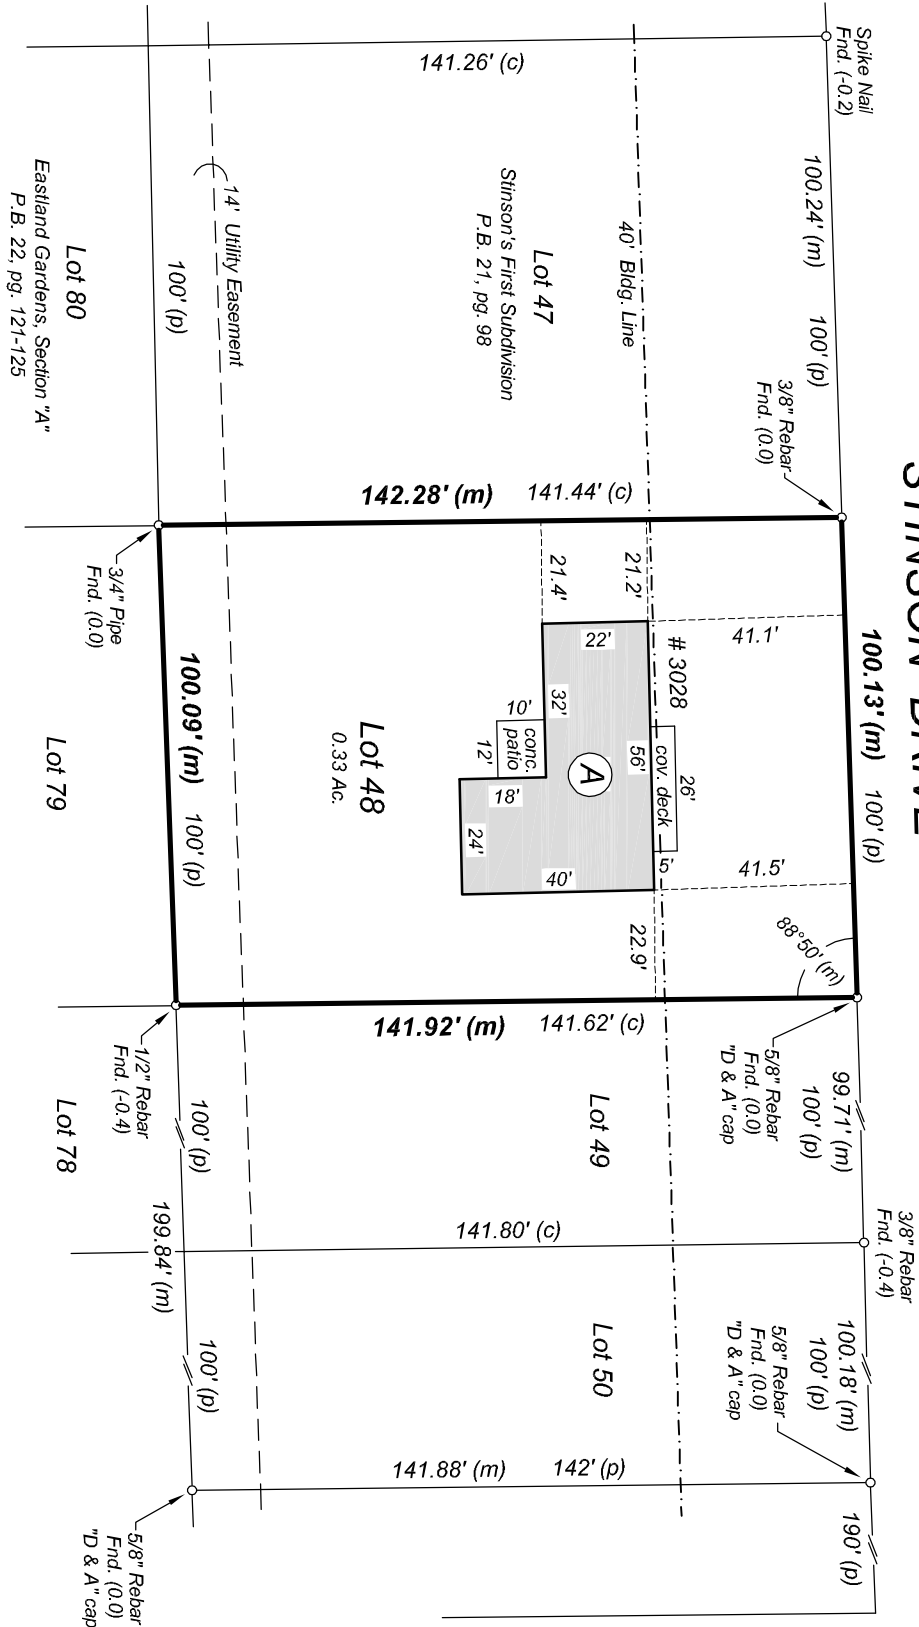 STINSON DRIVE
Spike Nail
Fnd. (-0.2)
100.24' (m)
100' (p)
3/8" Rebar
Fnd. (0.0)
100.13' (m)
100' (p)
88°50' (m)
5/8" Rebar
Fnd. (0.0)
"D & A" cap
99.71' (m)
100' (p)
3/8" Rebar
Fnd. (-0.4)
100.18' (m)
100' (p)
5/8" Rebar
Fnd. (0.0)
"D & A" cap
190' (p)
141.26' (c)
40' Bldg. Line
Lot 47
Stinson's First Subdivision
P.B. 21, pg. 98
14' Utility Easement
100' (p)
Lot 80
Eastland Gardens, Section "A"
P.B. 22, pg. 121-125
142.28' (m)
141.44' (c)
41.1'
41.5'
# 3028
21.2'
21.4'
22'
26'
cov. deck
5'
56'
32'
A
10'
conc.
patio
12'
18'
24'
40'
22.9'
Lot 48
0.33 Ac.
3/4" Pipe
Fnd. (0.0)
100.09' (m)
100' (p)
Lot 79
141.92' (m)
141.62' (c)
1/2" Rebar
Fnd. (-0.4)
Lot 49
100' (p)
Lot 78
199.84' (m)
141.80' (c)
Lot 50
100' (p)
141.88' (m)
142' (p)
5/8" Rebar
Fnd. (0.0)
"D & A" cap